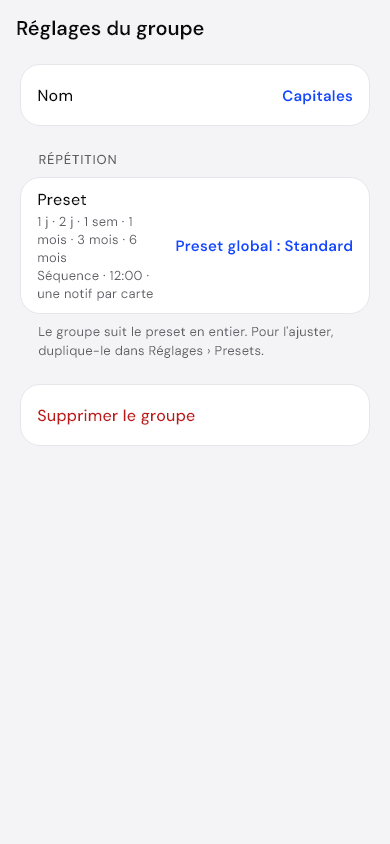 Réglages du groupe
Nom
Capitales
RÉPÉTITION
Preset
1 j · 2 j · 1 sem · 1
mois · 3 mois · 6
mois
Séquence · 12:00 ·
une notif par carte
Preset global : Standard
Le groupe suit le preset en entier. Pour l'ajuster,
duplique-le dans Réglages › Presets.
Supprimer le groupe